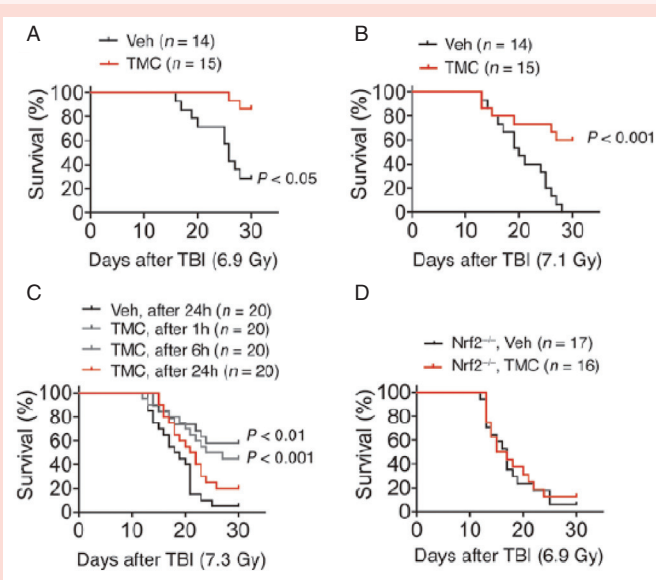 A
Veh (n = 14)
TMC (n = 15)
Survival (%)
100
80
60
40
20
0
P < 0.05
0 10 20 30
Days after TBI (6.9 Gy)
B
Veh (n = 14)
TMC (n = 15)
Survival (%)
100
80
60
40
20
0
P < 0.001
0 10 20 30
Days after TBI (7.1 Gy)
C
Veh, after 24h (n = 20)
TMC, after 1h (n = 20)
TMC, after 6h (n = 20)
TMC, after 24h (n = 20)
Survival (%)
100
80
60
40
20
0
P < 0.01
P < 0.001
0 10 20 30
Days after TBI (7.3 Gy)
D
Nrf2⁻/⁻, Veh (n = 17)
Nrf2⁻/⁻, TMC (n = 16)
Survival (%)
100
80
60
40
20
0
0 10 20 30
Days after TBI (6.9 Gy)